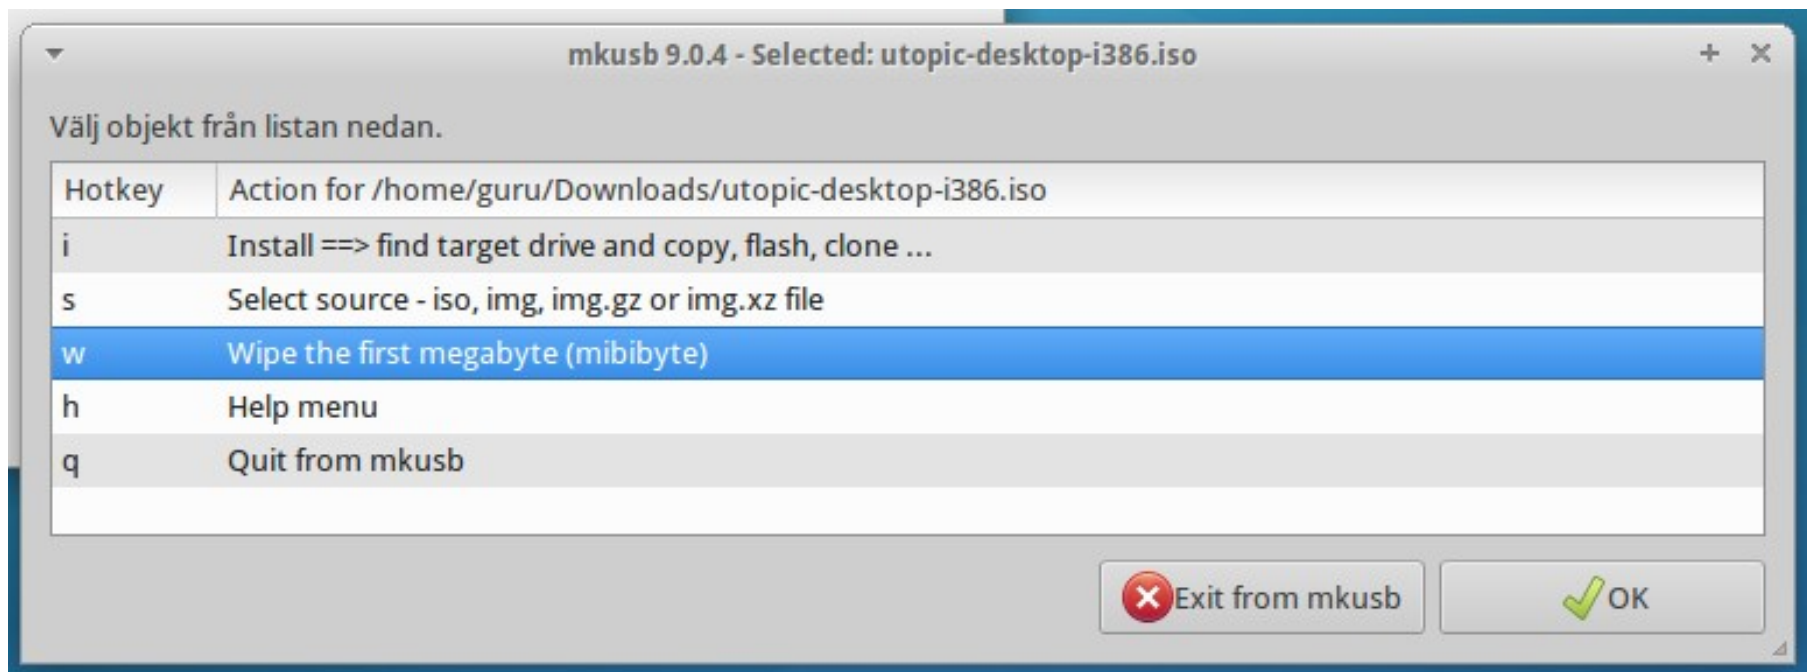 mkusb 9.0.4 - Selected: utopic-desktop-i386.iso
Välj objekt från listan nedan.
Hotkey Action for /home/guru/Downloads/utopic-desktop-i386.iso
i Install ==> find target drive and copy, flash, clone ...
s Select source - iso, img, img.gz or img.xz file
w Wipe the first megabyte (mibibyte)
h Help menu
q Quit from mkusb
Exit from mkusb OK